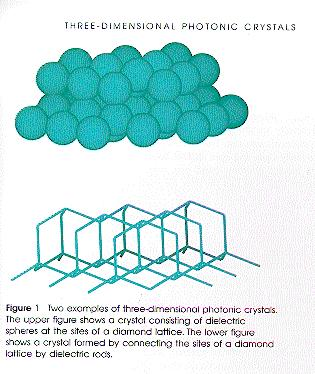 THREE-DIMENSIONAL PHOTONIC CRYSTALS
Figure 1 Two examples of three-dimensional photonic crystals.
The upper figure shows a crystal consisting of dielectric
spheres at the sites of a diamond lattice. The lower figure
shows a crystal formed by connecting the sites of a diamond
lattice by dielectric rods.